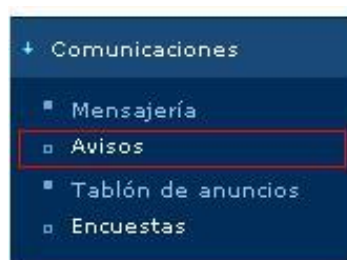 Comunicaciones
Mensajería
Avisos
Tablón de anuncios
Encuestas